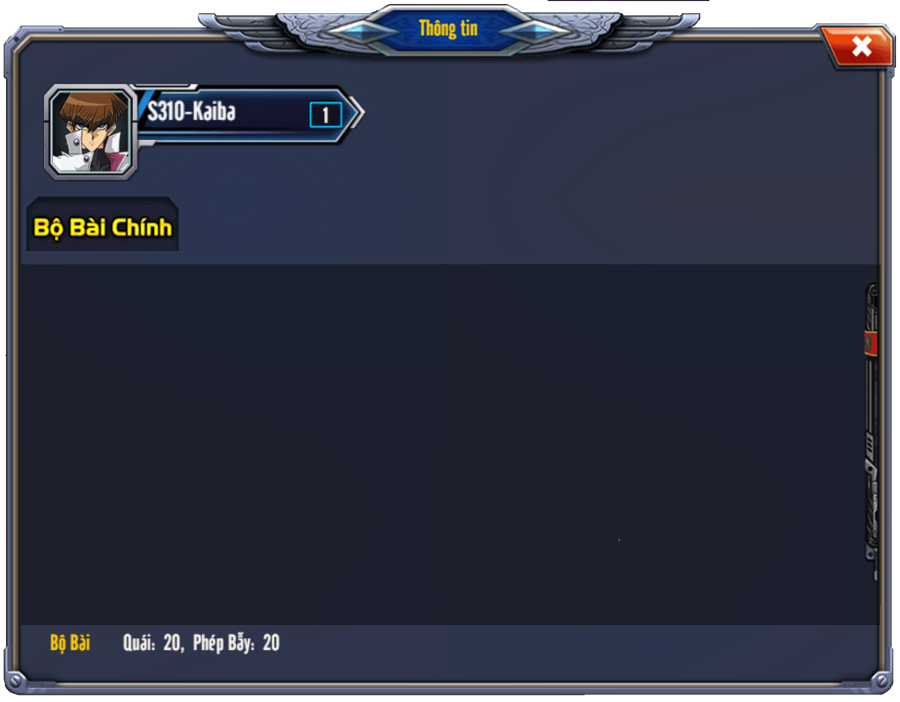 Thông tin
S310-Kaiba
1
Bộ Bài Chính
Bộ Bài Quái: 20, Phép Bẫy: 20